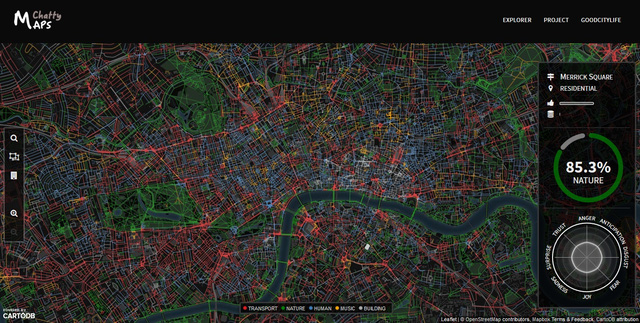 Chatty
Maps
EXPLORER PROJECT GOODCITYLIFE
MERRICK SQUARE
RESIDENTIAL
85.3%
NATURE
ANGER
ANTICIPATION
DISGUST
FEAR
JOY
SADNESS
SURPRISE
TRUST
TRANSPORT NATURE HUMAN MUSIC BUILDING
POWERED BY
CARTODB
Leaflet | © OpenStreetMap contributors, Mapbox Terms & Feedback, CartoDB attribution